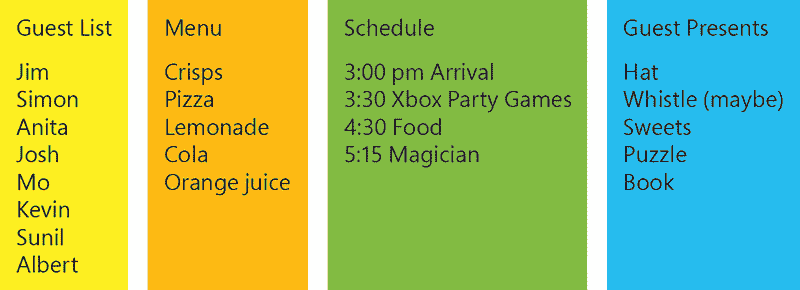 Guest List
Jim
Simon
Anita
Josh
Mo
Kevin
Sunil
Albert
Menu
Crisps
Pizza
Lemonade
Cola
Orange juice
Schedule
3:00 pm Arrival
3:30 Xbox Party Games
4:30 Food
5:15 Magician
Guest Presents
Hat
Whistle (maybe)
Sweets
Puzzle
Book